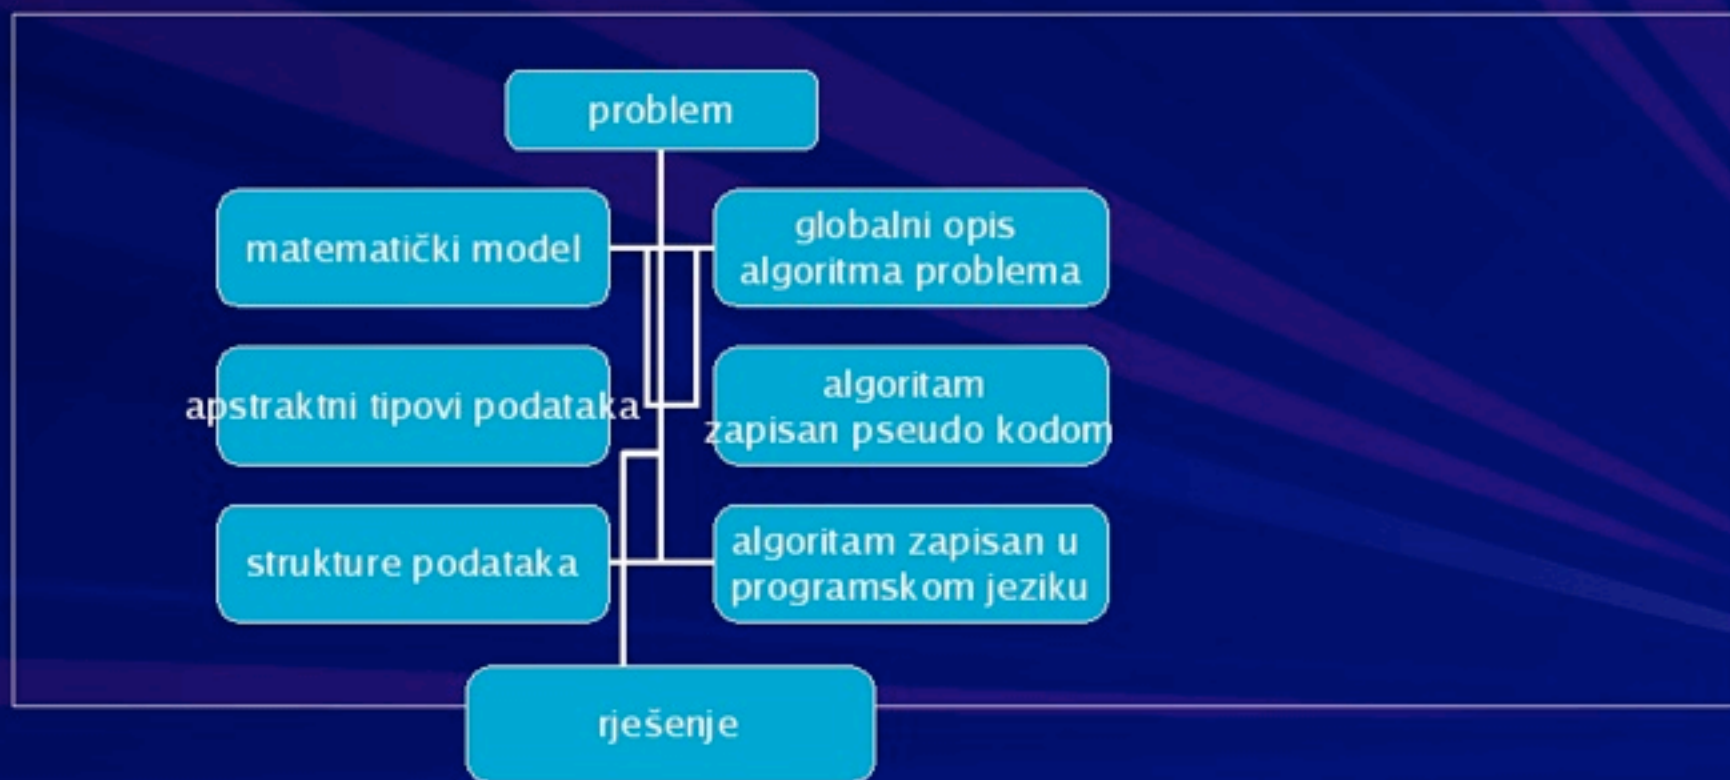 problem
matematički model
globalni opis
algoritma problema
apstraktni tipovi podataka
algoritam
zapisan pseudo kodom
strukture podataka
algoritam zapisan u
programskom jeziku
rješenje